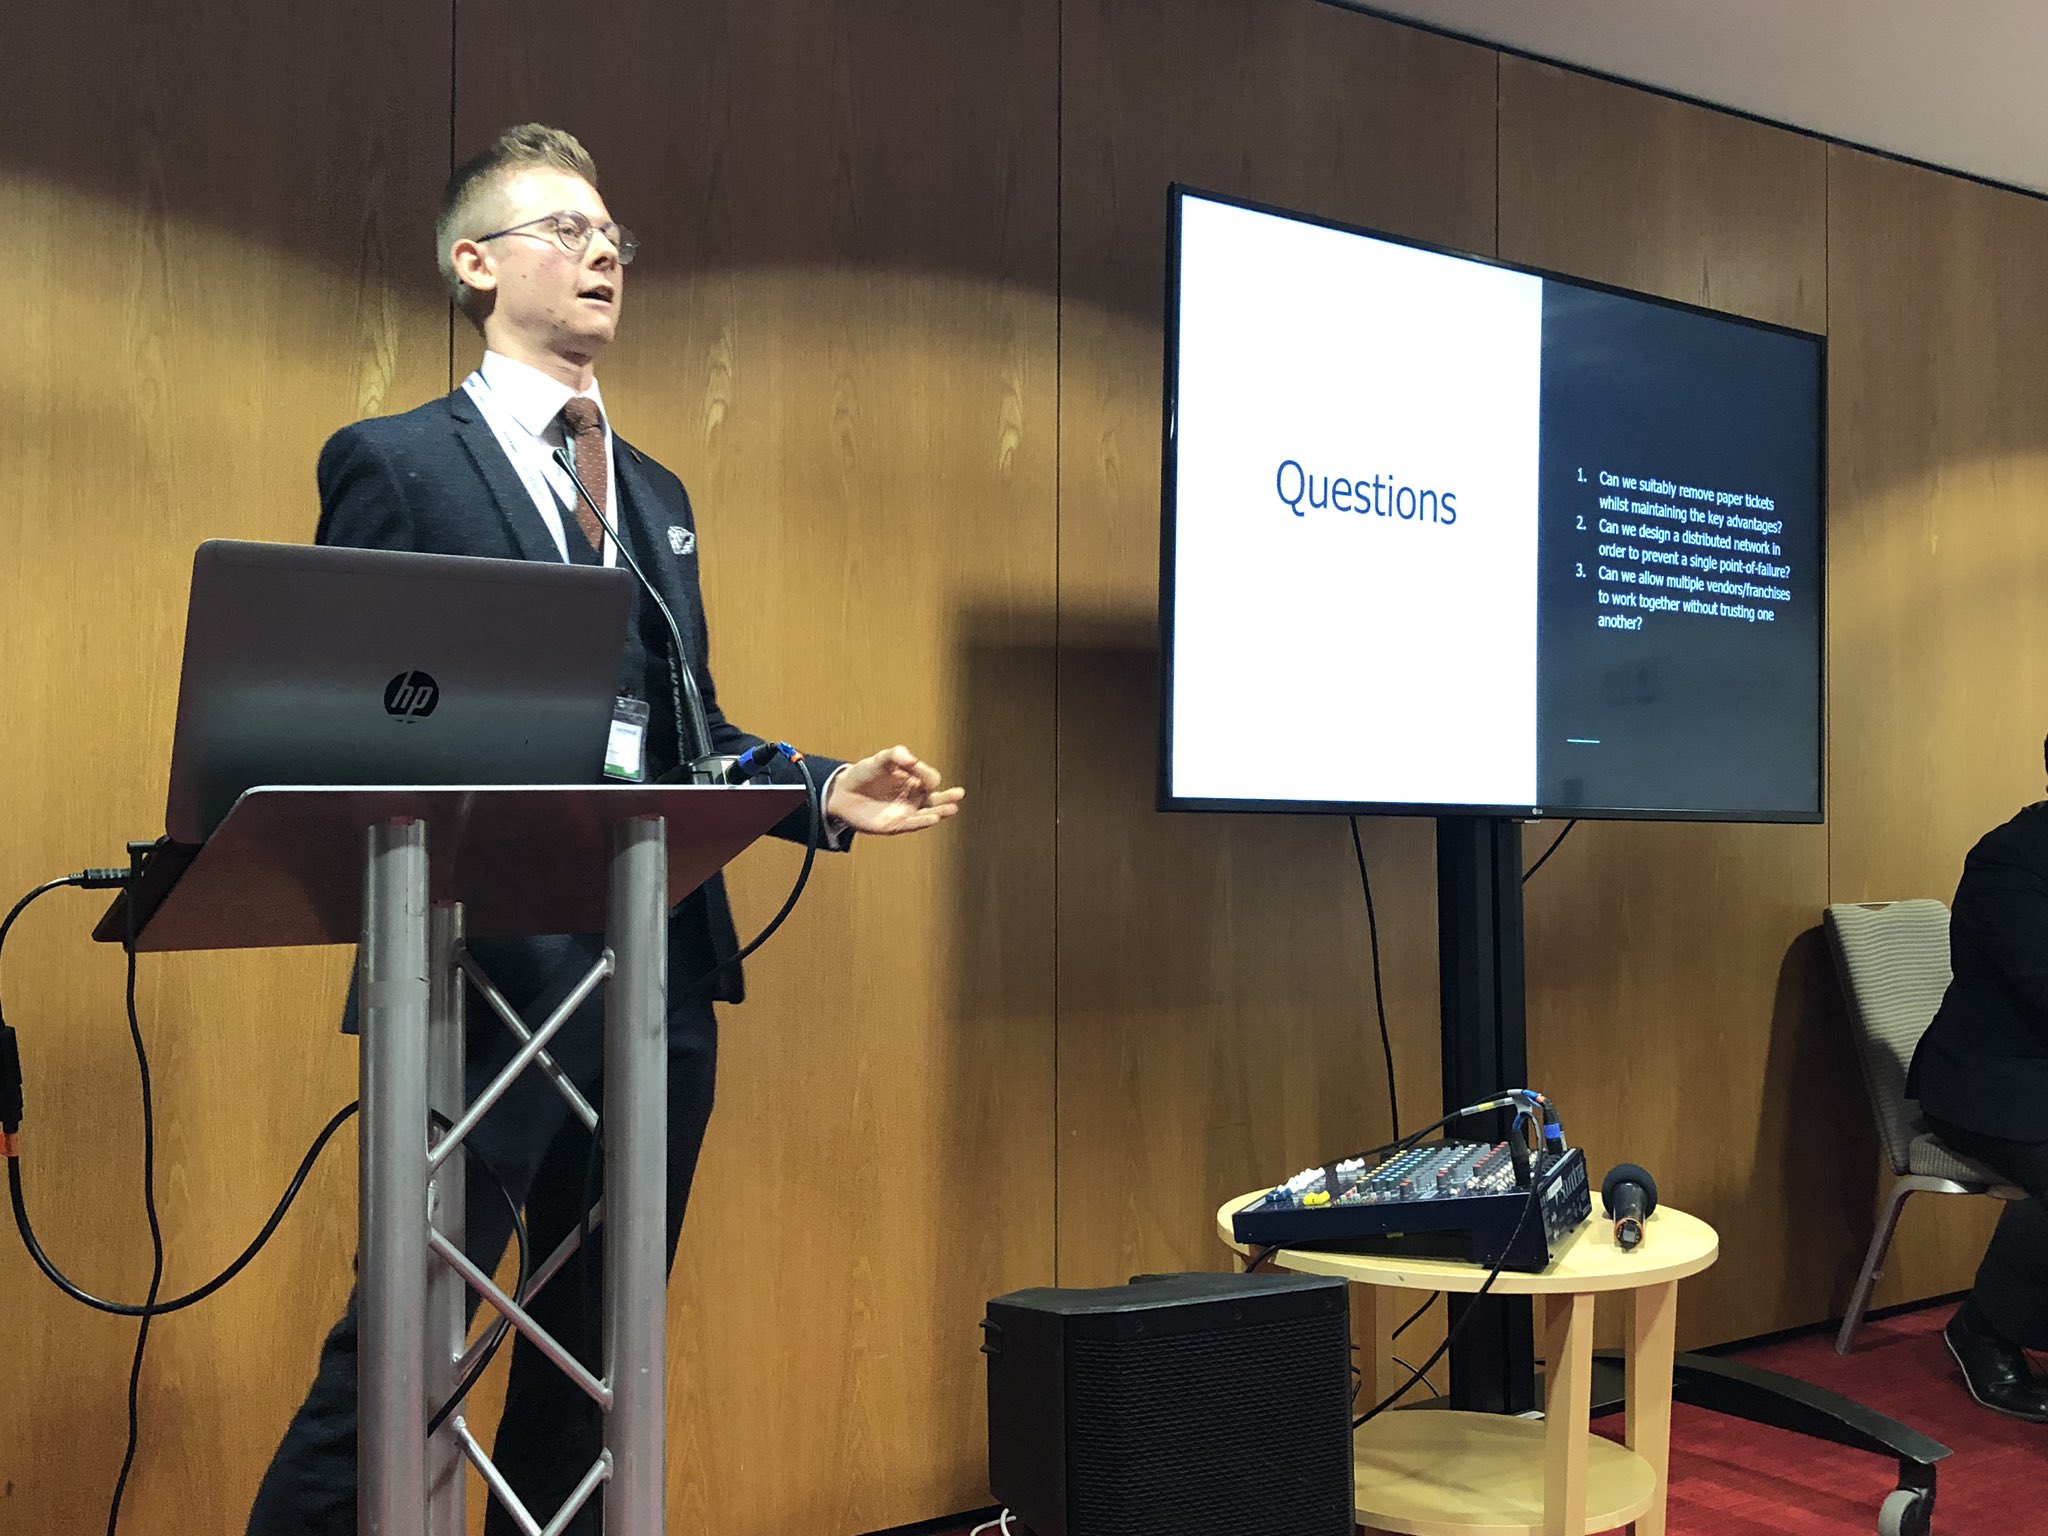 Questions
1. Can we suitably remove paper tickets
whilst maintaining the key advantages?
2. Can we design a distributed network in
order to prevent a single point-of-failure?
3. Can we allow multiple vendors/franchises
to work together without trusting one
another?
hp
LG